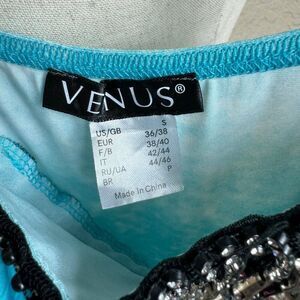 VENUS®
S
US/GB 36/38
EUR 38/40
F/B 42/44
IT 44/46
RU/UA P
BR
Made in China